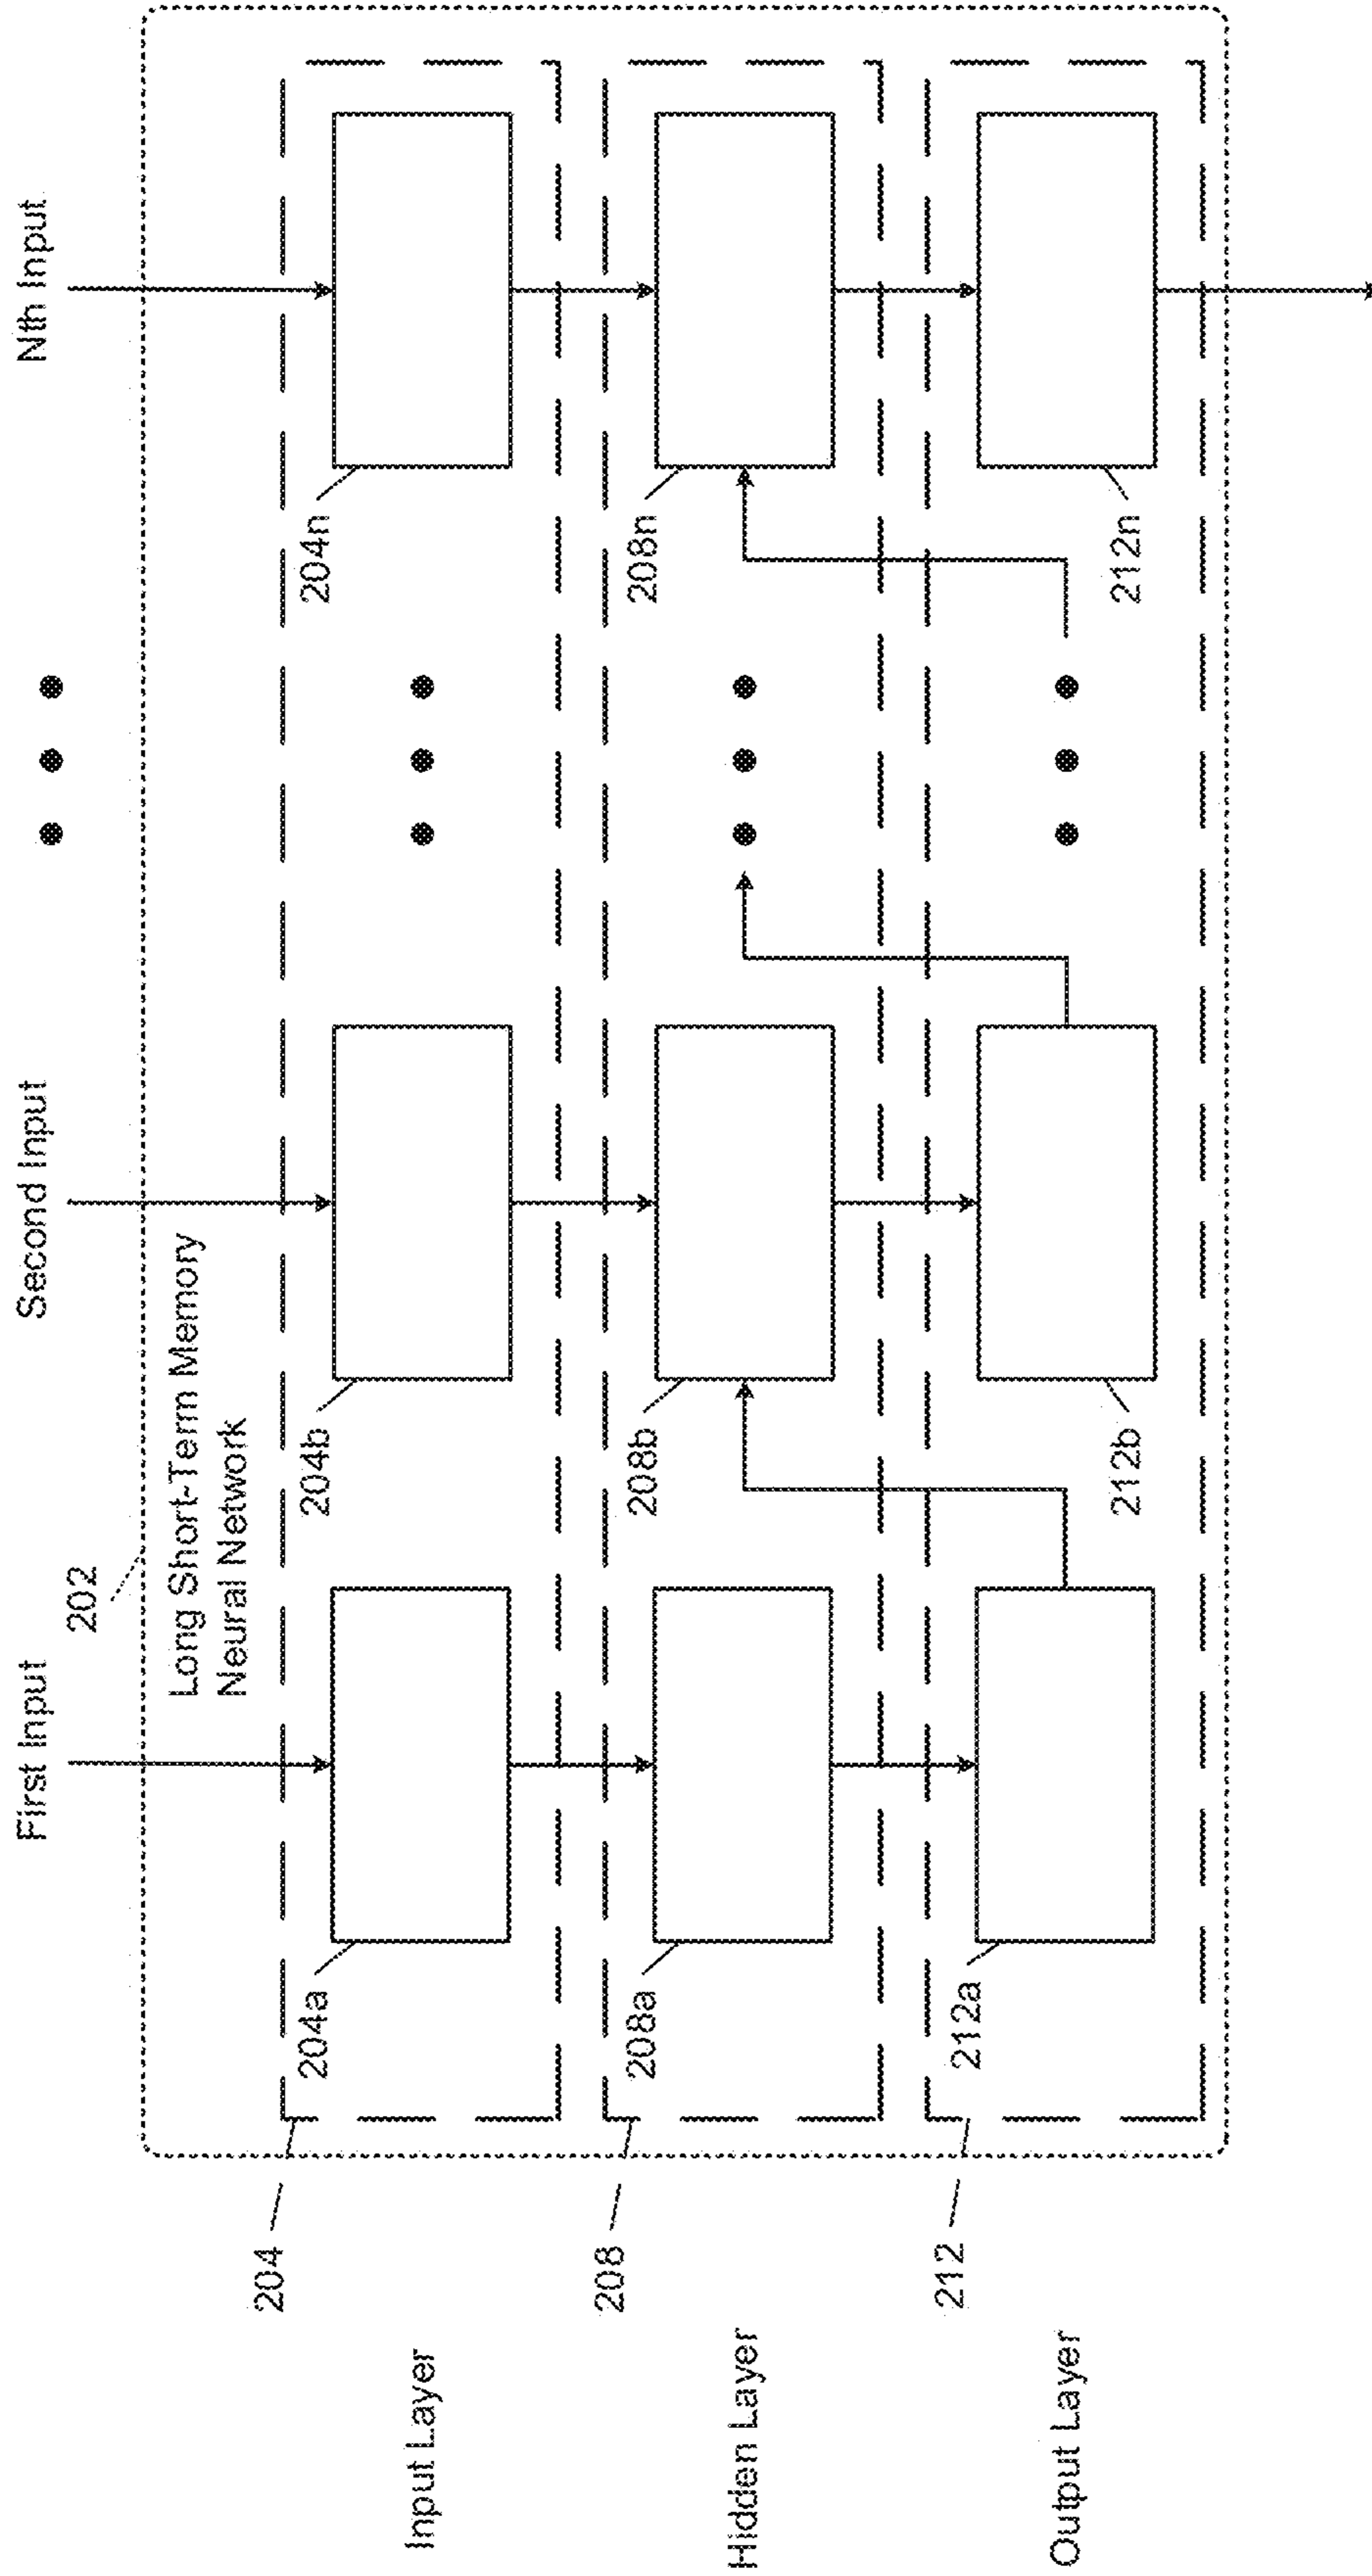 First Input
Second Input
Nth Input
202
Long Short-Term Memory
Neural Network
204
204a
204b
204n
Input Layer
208
208a
208b
208n
Hidden Layer
212
212a
212b
212n
Output Layer